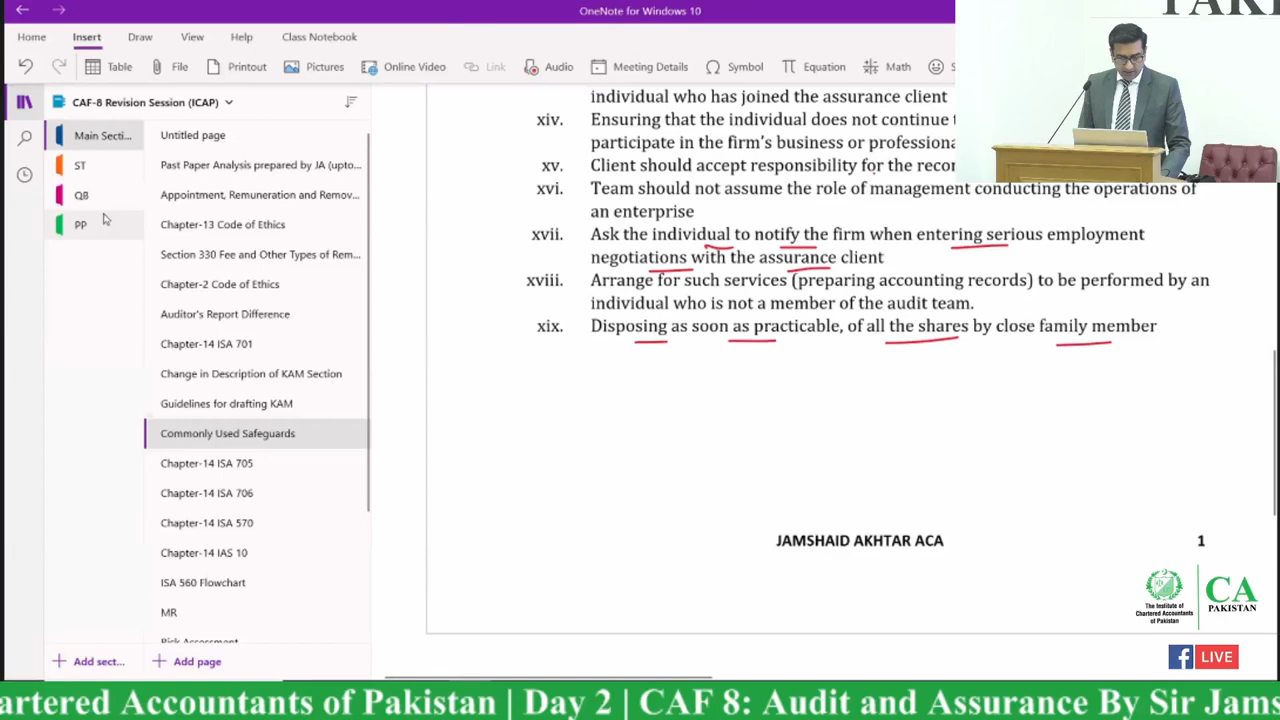 OneNote for Windows 10
Home Insert Draw View Help Class Notebook
Table File Printout Pictures Online Video Link Audio Meeting Details Symbol Equation Math
CAF-8 Revision Session (ICAP)
Main Secti...
ST
QB
PP
Untitled page
Past Paper Analysis prepared by JA (upto...
Appointment, Remuneration and Remov...
Chapter-13 Code of Ethics
Section 330 Fee and Other Types of Rem...
Chapter-2 Code of Ethics
Auditor's Report Difference
Chapter-14 ISA 701
Change in Description of KAM Section
Guidelines for drafting KAM
Commonly Used Safeguards
Chapter-14 ISA 705
Chapter-14 ISA 706
Chapter-14 ISA 570
Chapter-14 IAS 10
ISA 560 Flowchart
MR
Risk Assessment
Add sect...
Add page
individual who has joined the assurance client
xiv. Ensuring that the individual does not continue
participate in the firm's business or professiona
xv. Client should accept responsibility for the recor
xvi. Team should not assume the role of management conducting the operations of
an enterprise
xvii. Ask the individual to notify the firm when entering serious employment
negotiations with the assurance client
xviii. Arrange for such services (preparing accounting records) to be performed by an
individual who is not a member of the audit team.
xix. Disposing as soon as practicable, of all the shares by close family member
JAMSHAID AKHTAR ACA 1
The Institute of
Chartered Accountants
of Pakistan
CA
PAKISTAN
LIVE
artered Accountants of Pakistan | Day 2 | CAF 8: Audit and Assurance By Sir Jams